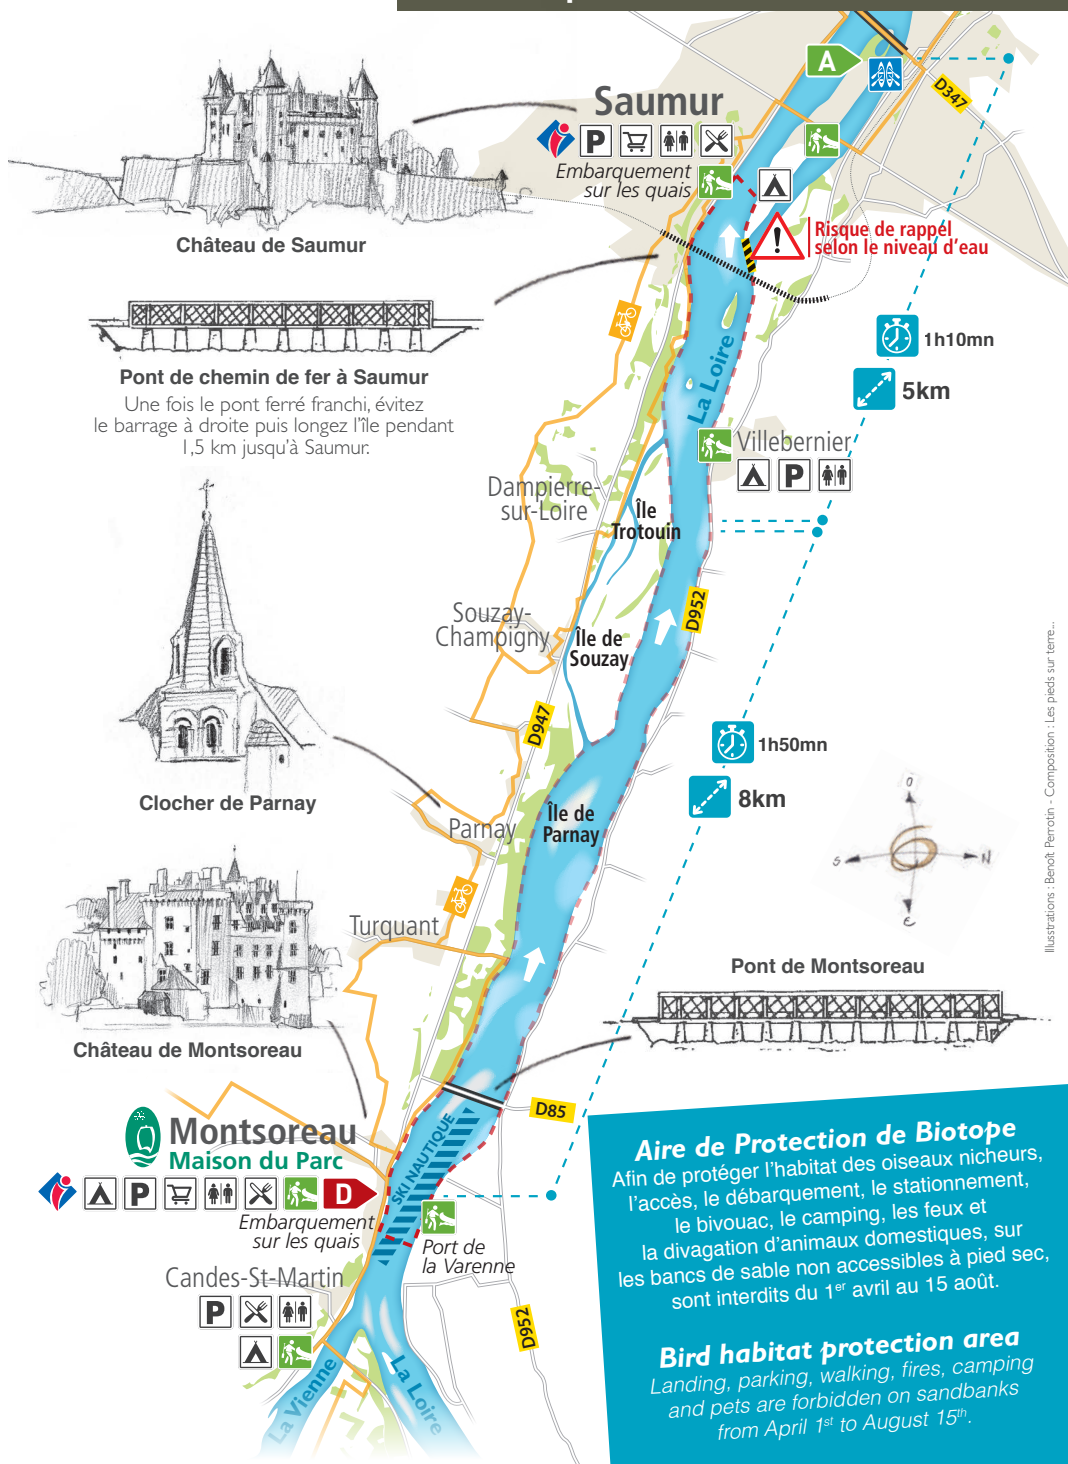 A
D347
Saumur
P
Embarquement
sur les quais
Château de Saumur
Risque de rappel
selon le niveau d'eau
1h10mn
5km
La Loire
Pont de chemin de fer à Saumur
Une fois le pont ferré franchi, évitez
le barrage à droite puis longez l'île pendant
1,5 km jusqu'à Saumur.
Villebernier
P
Dampierre-
sur-Loire
Île
Trotouin
D952
Souzay-
Champigny
Île de
Souzay
D947
1h50mn
8km
Clocher de Parnay
Île de
Parnay
Parnay
O
S
N
E
Illusstrations : Benoît Perrotin - Composition : Les pieds sur terre...
Turquant
Pont de Montsoreau
Château de Montsoreau
D85
SKI NAUTIQUE
Montsoreau
Maison du Parc
P
D
Embarquement
sur les quais
Port de
la Varenne
Candes-St-Martin
P
D952
La Vienne
La Loire
Aire de Protection de Biotope
Afin de protéger l'habitat des oiseaux nicheurs,
l'accès, le débarquement, le stationnement,
le bivouac, le camping, les feux et
la divagation d'animaux domestiques, sur
les bancs de sable non accessibles à pied sec,
sont interdits du 1er avril au 15 août.
Bird habitat protection area
Landing, parking, walking, fires, camping
and pets are forbidden on sandbanks
from April 1st to August 15th.